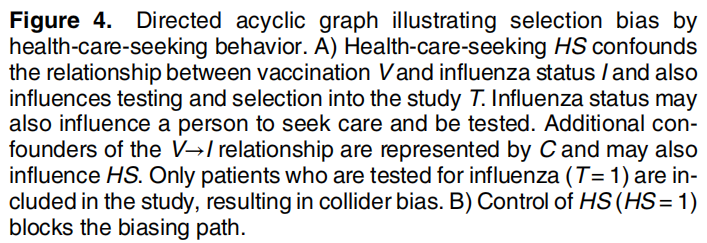 Figure 4. Directed acyclic graph illustrating selection bias by
health-care-seeking behavior. A) Health-care-seeking HS confounds
the relationship between vaccination V and influenza status I and also
influences testing and selection into the study T. Influenza status may
also influence a person to seek care and be tested. Additional con-
founders of the V→I relationship are represented by C and may also
influence HS. Only patients who are tested for influenza (T = 1) are in-
cluded in the study, resulting in collider bias. B) Control of HS (HS = 1)
blocks the biasing path.